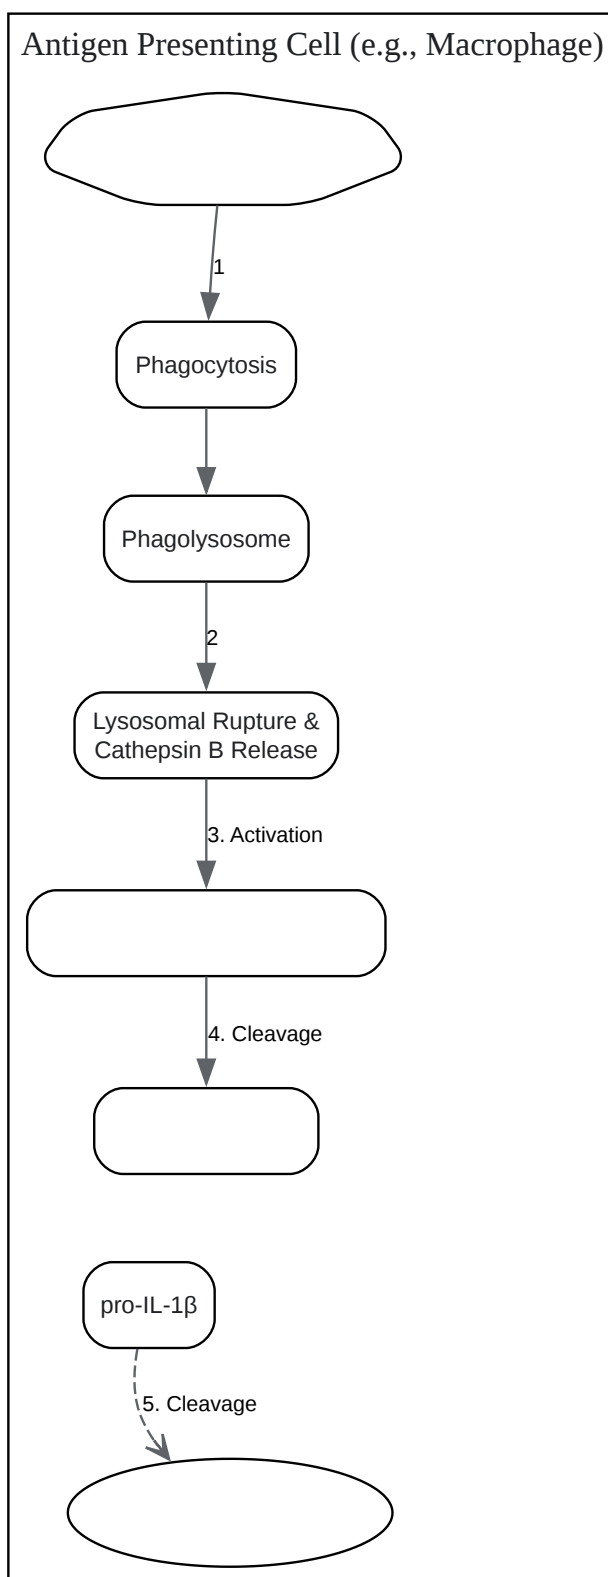 Antigen Presenting Cell (e.g., Macrophage)
1
Phagocytosis
Phagolysosome
2
Lysosomal Rupture &
Cathepsin B Release
3. Activation
4. Cleavage
pro-IL-1β
5. Cleavage